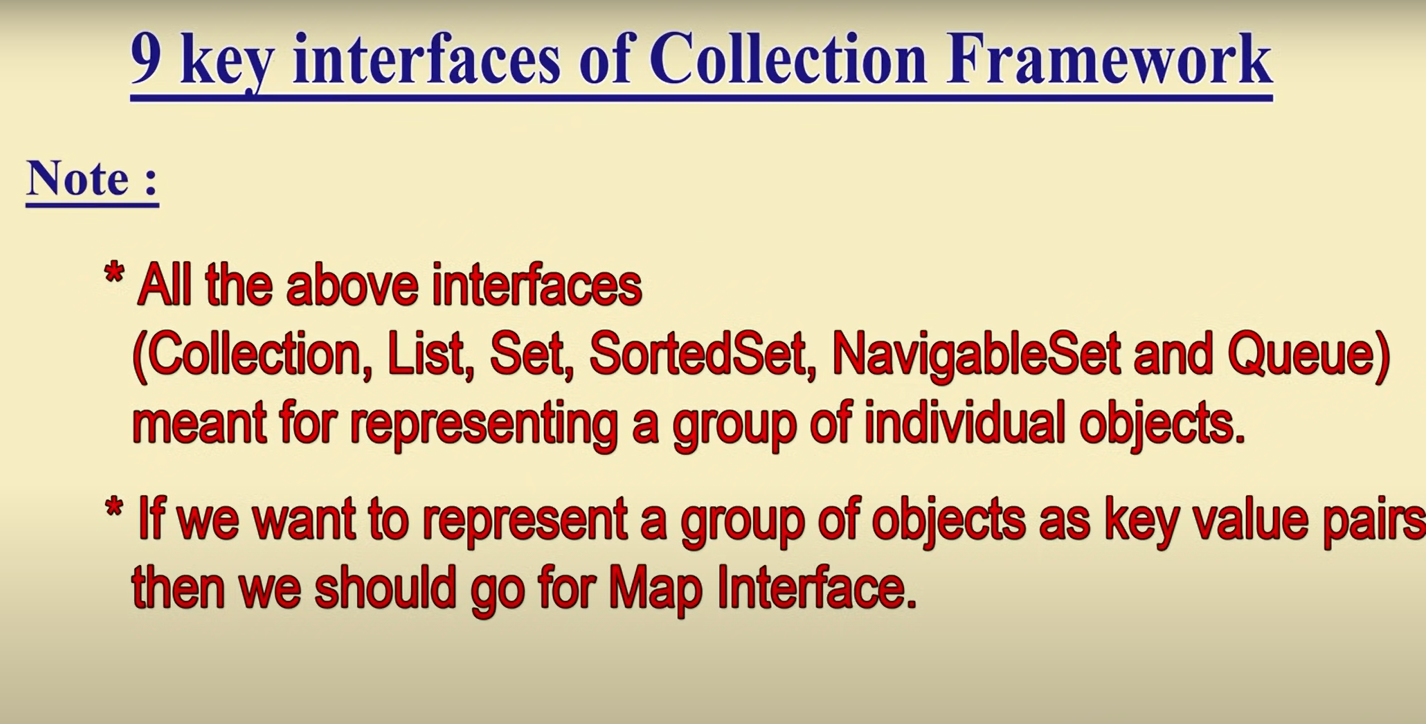 9 key interfaces of Collection Framework
Note :
* All the above interfaces
(Collection, List, Set, SortedSet, NavigableSet and Queue)
meant for representing a group of individual objects.
* If we want to represent a group of objects as key value pairs
then we should go for Map Interface.